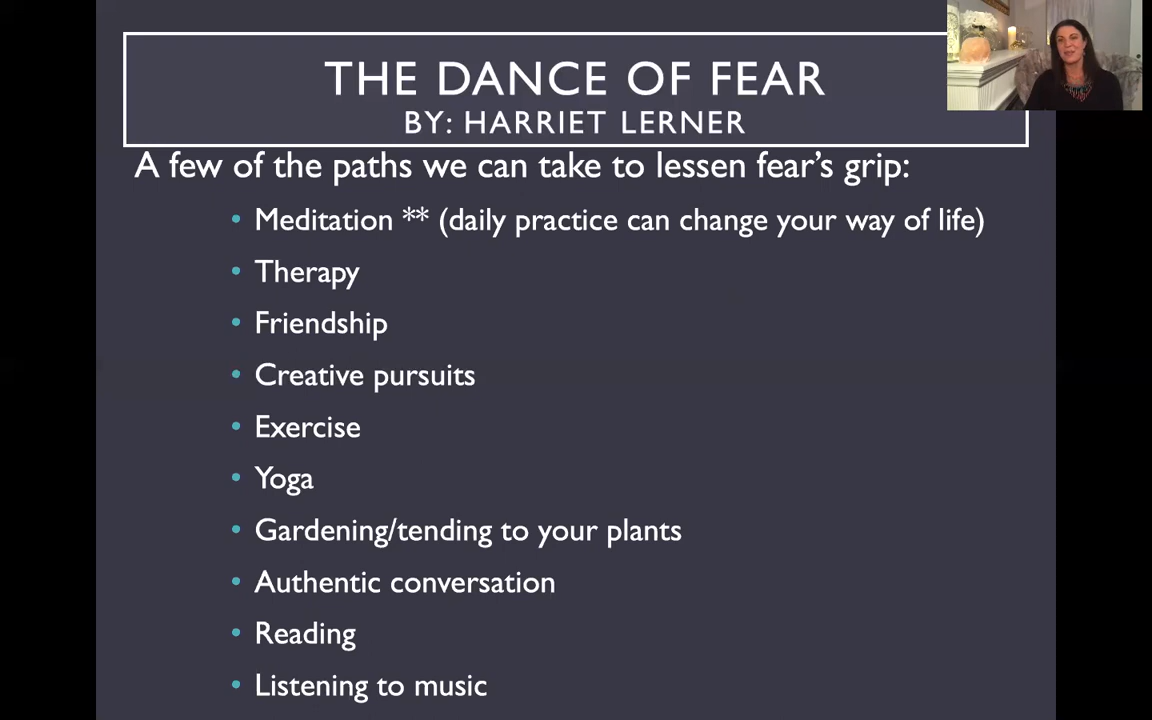 THE DANCE OF FEAR
BY: HARRIET LERNER
A few of the paths we can take to lessen fear's grip:
• Meditation ** (daily practice can change your way of life)
• Therapy
• Friendship
• Creative pursuits
• Exercise
• Yoga
• Gardening/tending to your plants
• Authentic conversation
• Reading
• Listening to music